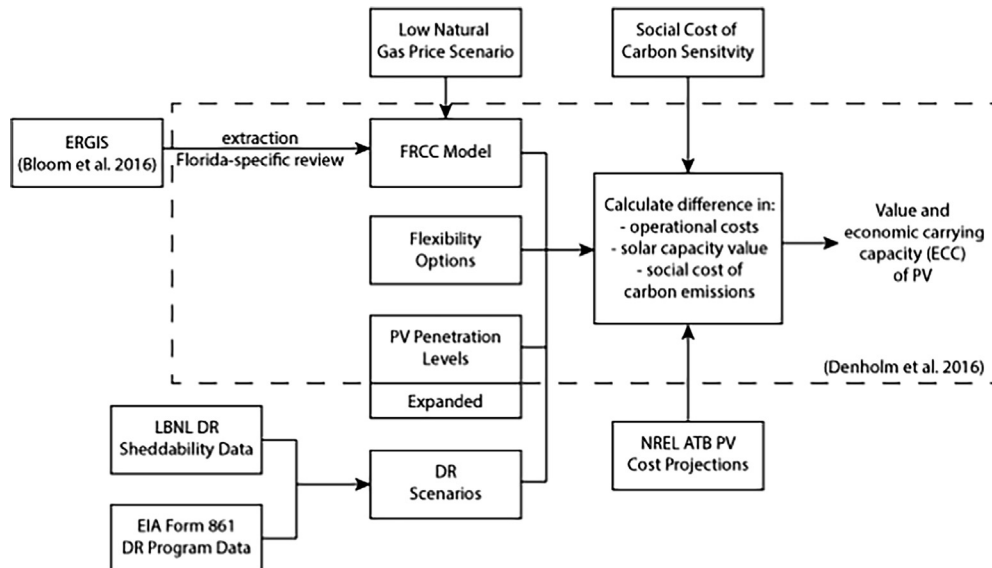 Low Natural
Gas Price Scenario
Social Cost of
Carbon Sensitvity
ERGIS
(Bloom et al. 2016)
extraction
Florida-specific review
FRCC Model
Flexibility
Options
PV Penetration
Levels
Expanded
Calculate difference in:
- operational costs
- solar capacity value
- social cost of
carbon emissions
Value and
economic carrying
capacity (ECC)
of PV
(Denholm et al. 2016)
LBNL DR
Sheddability Data
EIA Form 861
DR Program Data
DR
Scenarios
NREL ATB PV
Cost Projections